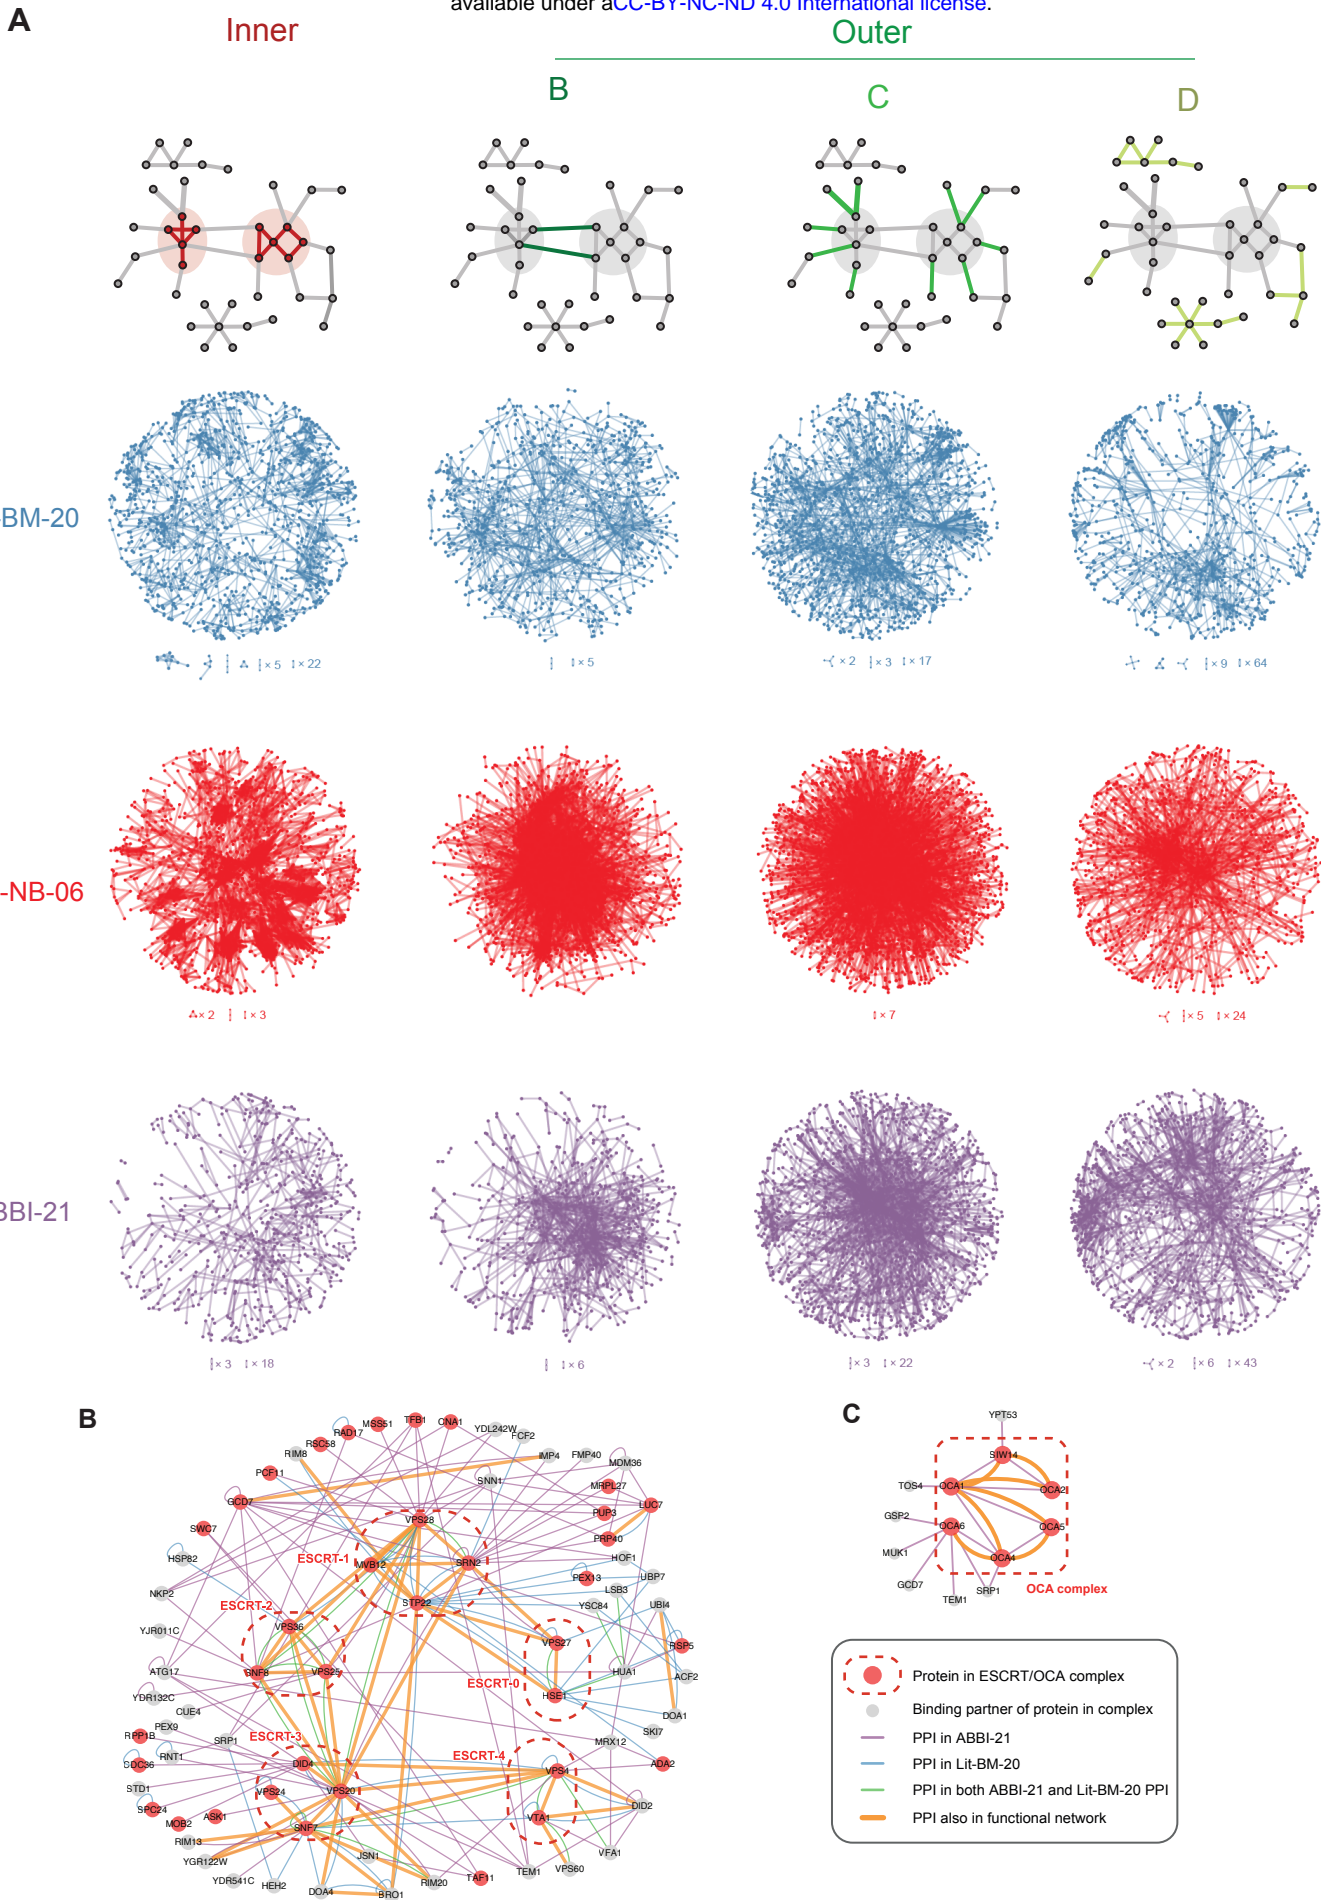 available under aCC-BY-NC-ND 4.0 International license.
A
Inner
Outer
B
C
D
-BM-20
× 5 × 22
× 5
× 2 × 3 × 17
× 9 × 64
-NB-06
× 2 × 3
× 7
× 5 × 24
BBI-21
× 3 × 18
× 6
× 3 × 22
× 2 × 6 × 43
B
MSS51
TFB1
CNA1
YDL242W
FCF2
RAD17
RSC58
RIM8
IMP4
FMP40
MDM36
PCF11
SNN1
MRPL27
GCD7
LUC7
PUP3
SWC7
VPS28
PRP40
ESCRT-1
MVB12
SRN2
HSP82
HOF1
PEX13
UBP7
NKP2
LSB3
ESCRT-2
STP22
YSC84
UBI4
YJR011C
VPS36
VPS27
RSP5
ATG17
SNF8
VPS25
HUA1
ACF2
ESCRT-0
HSE1
YDR132C
CUE4
DOA1
PEX9
SKI7
RPP1B
SRP1
ESCRT-3
MRX12
RNT1
ESCRT-4
CDC36
DID4
VPS4
ADA2
STD1
VPS24
VPS20
SPC24
DID2
MOB2
ASK1
VTA1
SNF7
RIM13
JSN1
VFA1
YGR122W
YDR541C
HEH2
DOA4
BRO1
RIM20
TAF11
TEM1
VPS60
C
YPT53
SIW14
TOS4
OCA1
OCA2
GSP2
OCA6
OCA5
MUK1
OCA4
GCD7
TEM1
SRP1
OCA complex
Protein in ESCRT/OCA complex
Binding partner of protein in complex
PPI in ABBI-21
PPI in Lit-BM-20
PPI in both ABBI-21 and Lit-BM-20 PPI
PPI also in functional network